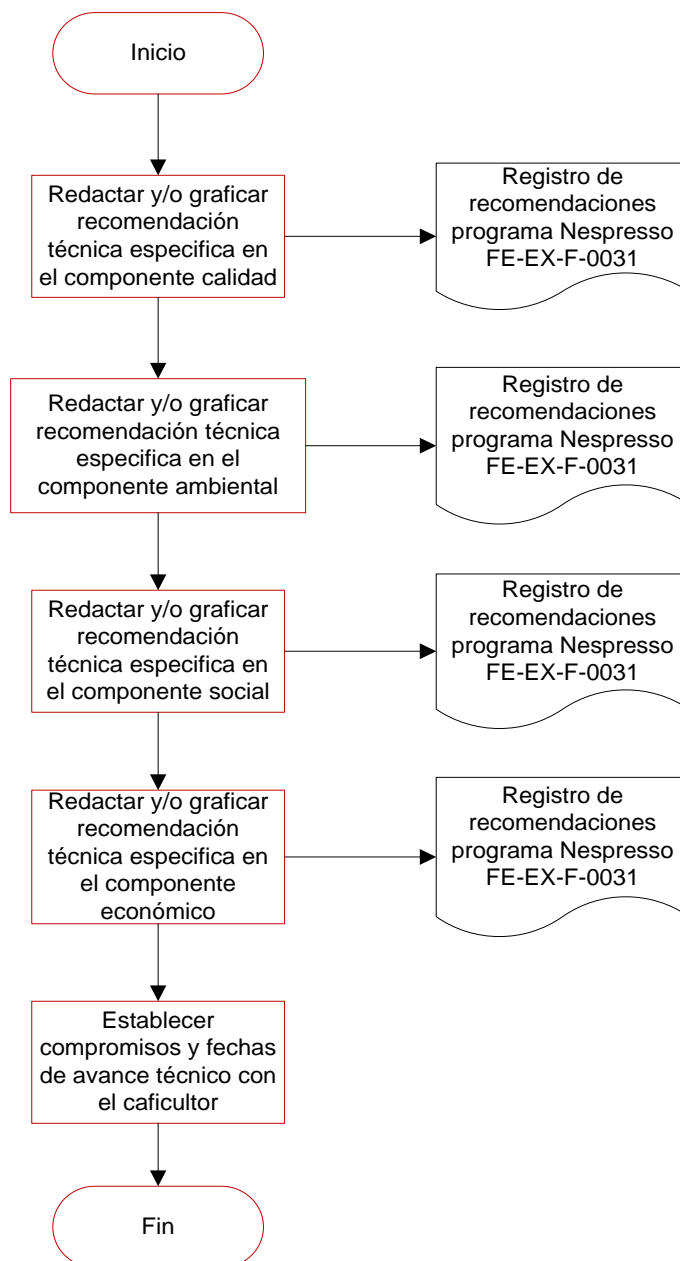 Inicio
Redactar y/o graficar
recomendación
técnica especifica en
el componente calidad
Registro de
recomendaciones
programa Nespresso
FE-EX-F-0031
Redactar y/o graficar
recomendación técnica
especifica en el
componente ambiental
Registro de
recomendaciones
programa Nespresso
FE-EX-F-0031
Redactar y/o graficar
recomendación
técnica especifica en
el componente social
Registro de
recomendaciones
programa Nespresso
FE-EX-F-0031
Redactar y/o graficar
recomendación
técnica especifica en
el componente
económico
Registro de
recomendaciones
programa Nespresso
FE-EX-F-0031
Establecer
compromisos y fechas
de avance técnico con
el caficultor
Fin